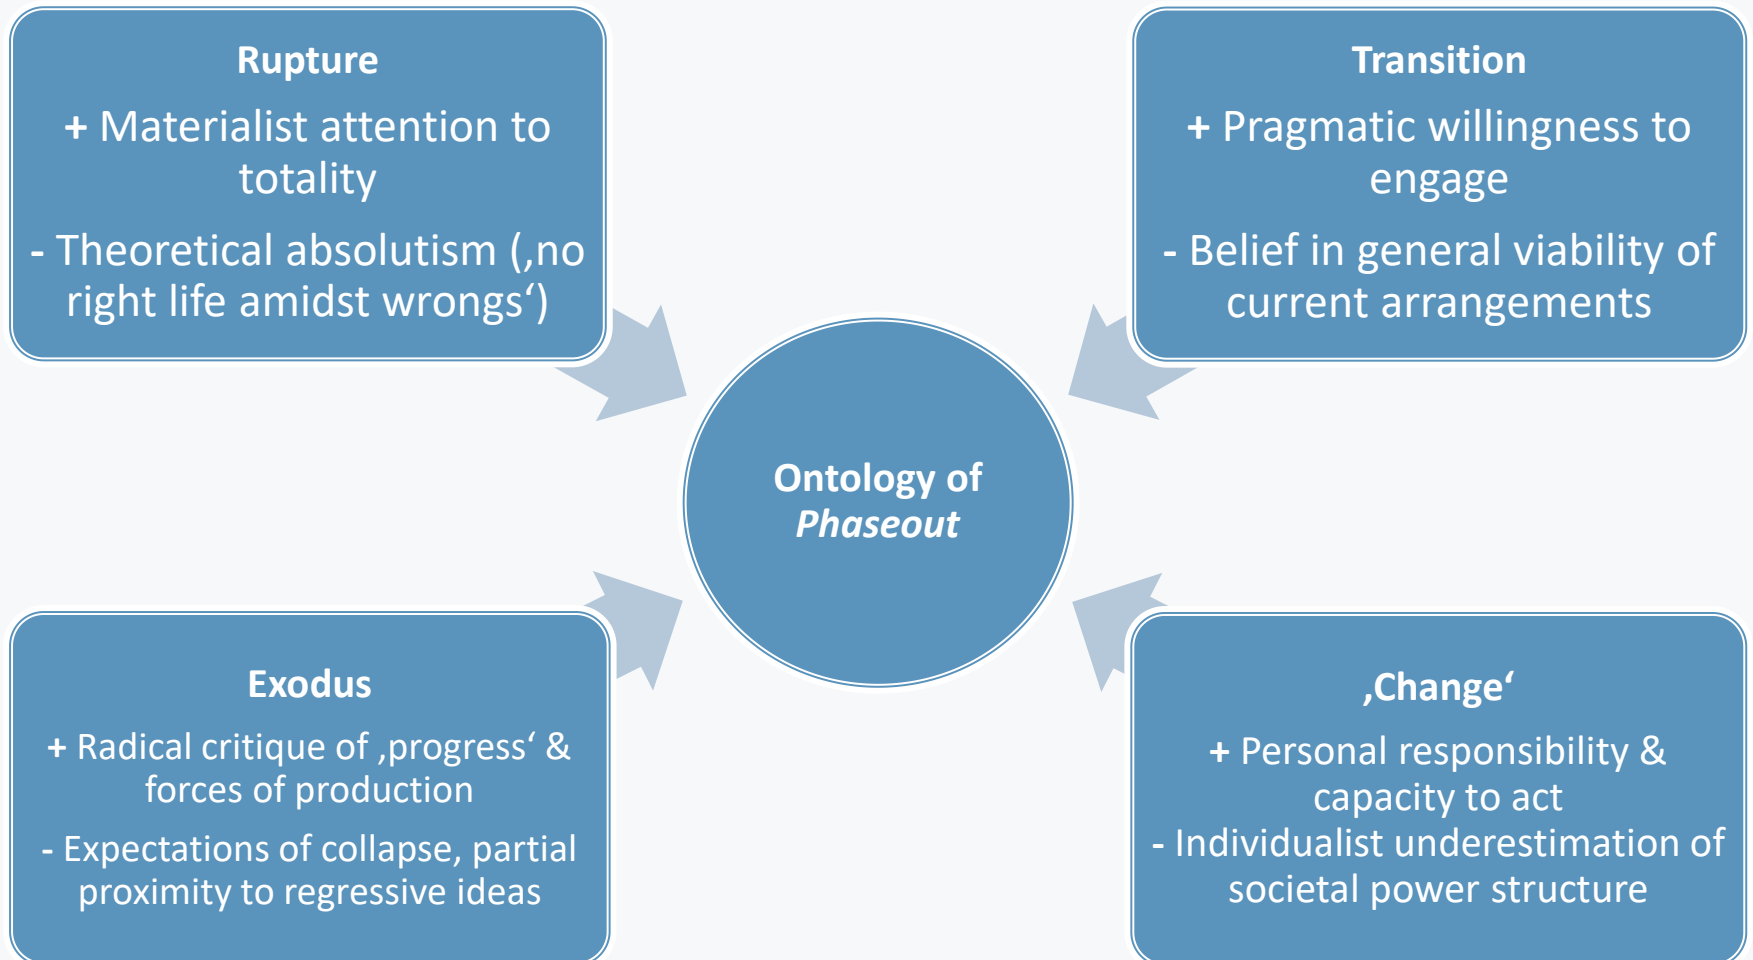 Rupture
+ Materialist attention to
totality
- Theoretical absolutism (‚no
right life amidst wrongs‘)
Transition
+ Pragmatic willingness to
engage
- Belief in general viability of
current arrangements
Ontology of
Phaseout
Exodus
+ Radical critique of ‚progress‘ &
forces of production
- Expectations of collapse, partial
proximity to regressive ideas
‚Change‘
+ Personal responsibility &
capacity to act
- Individualist underestimation of
societal power structure